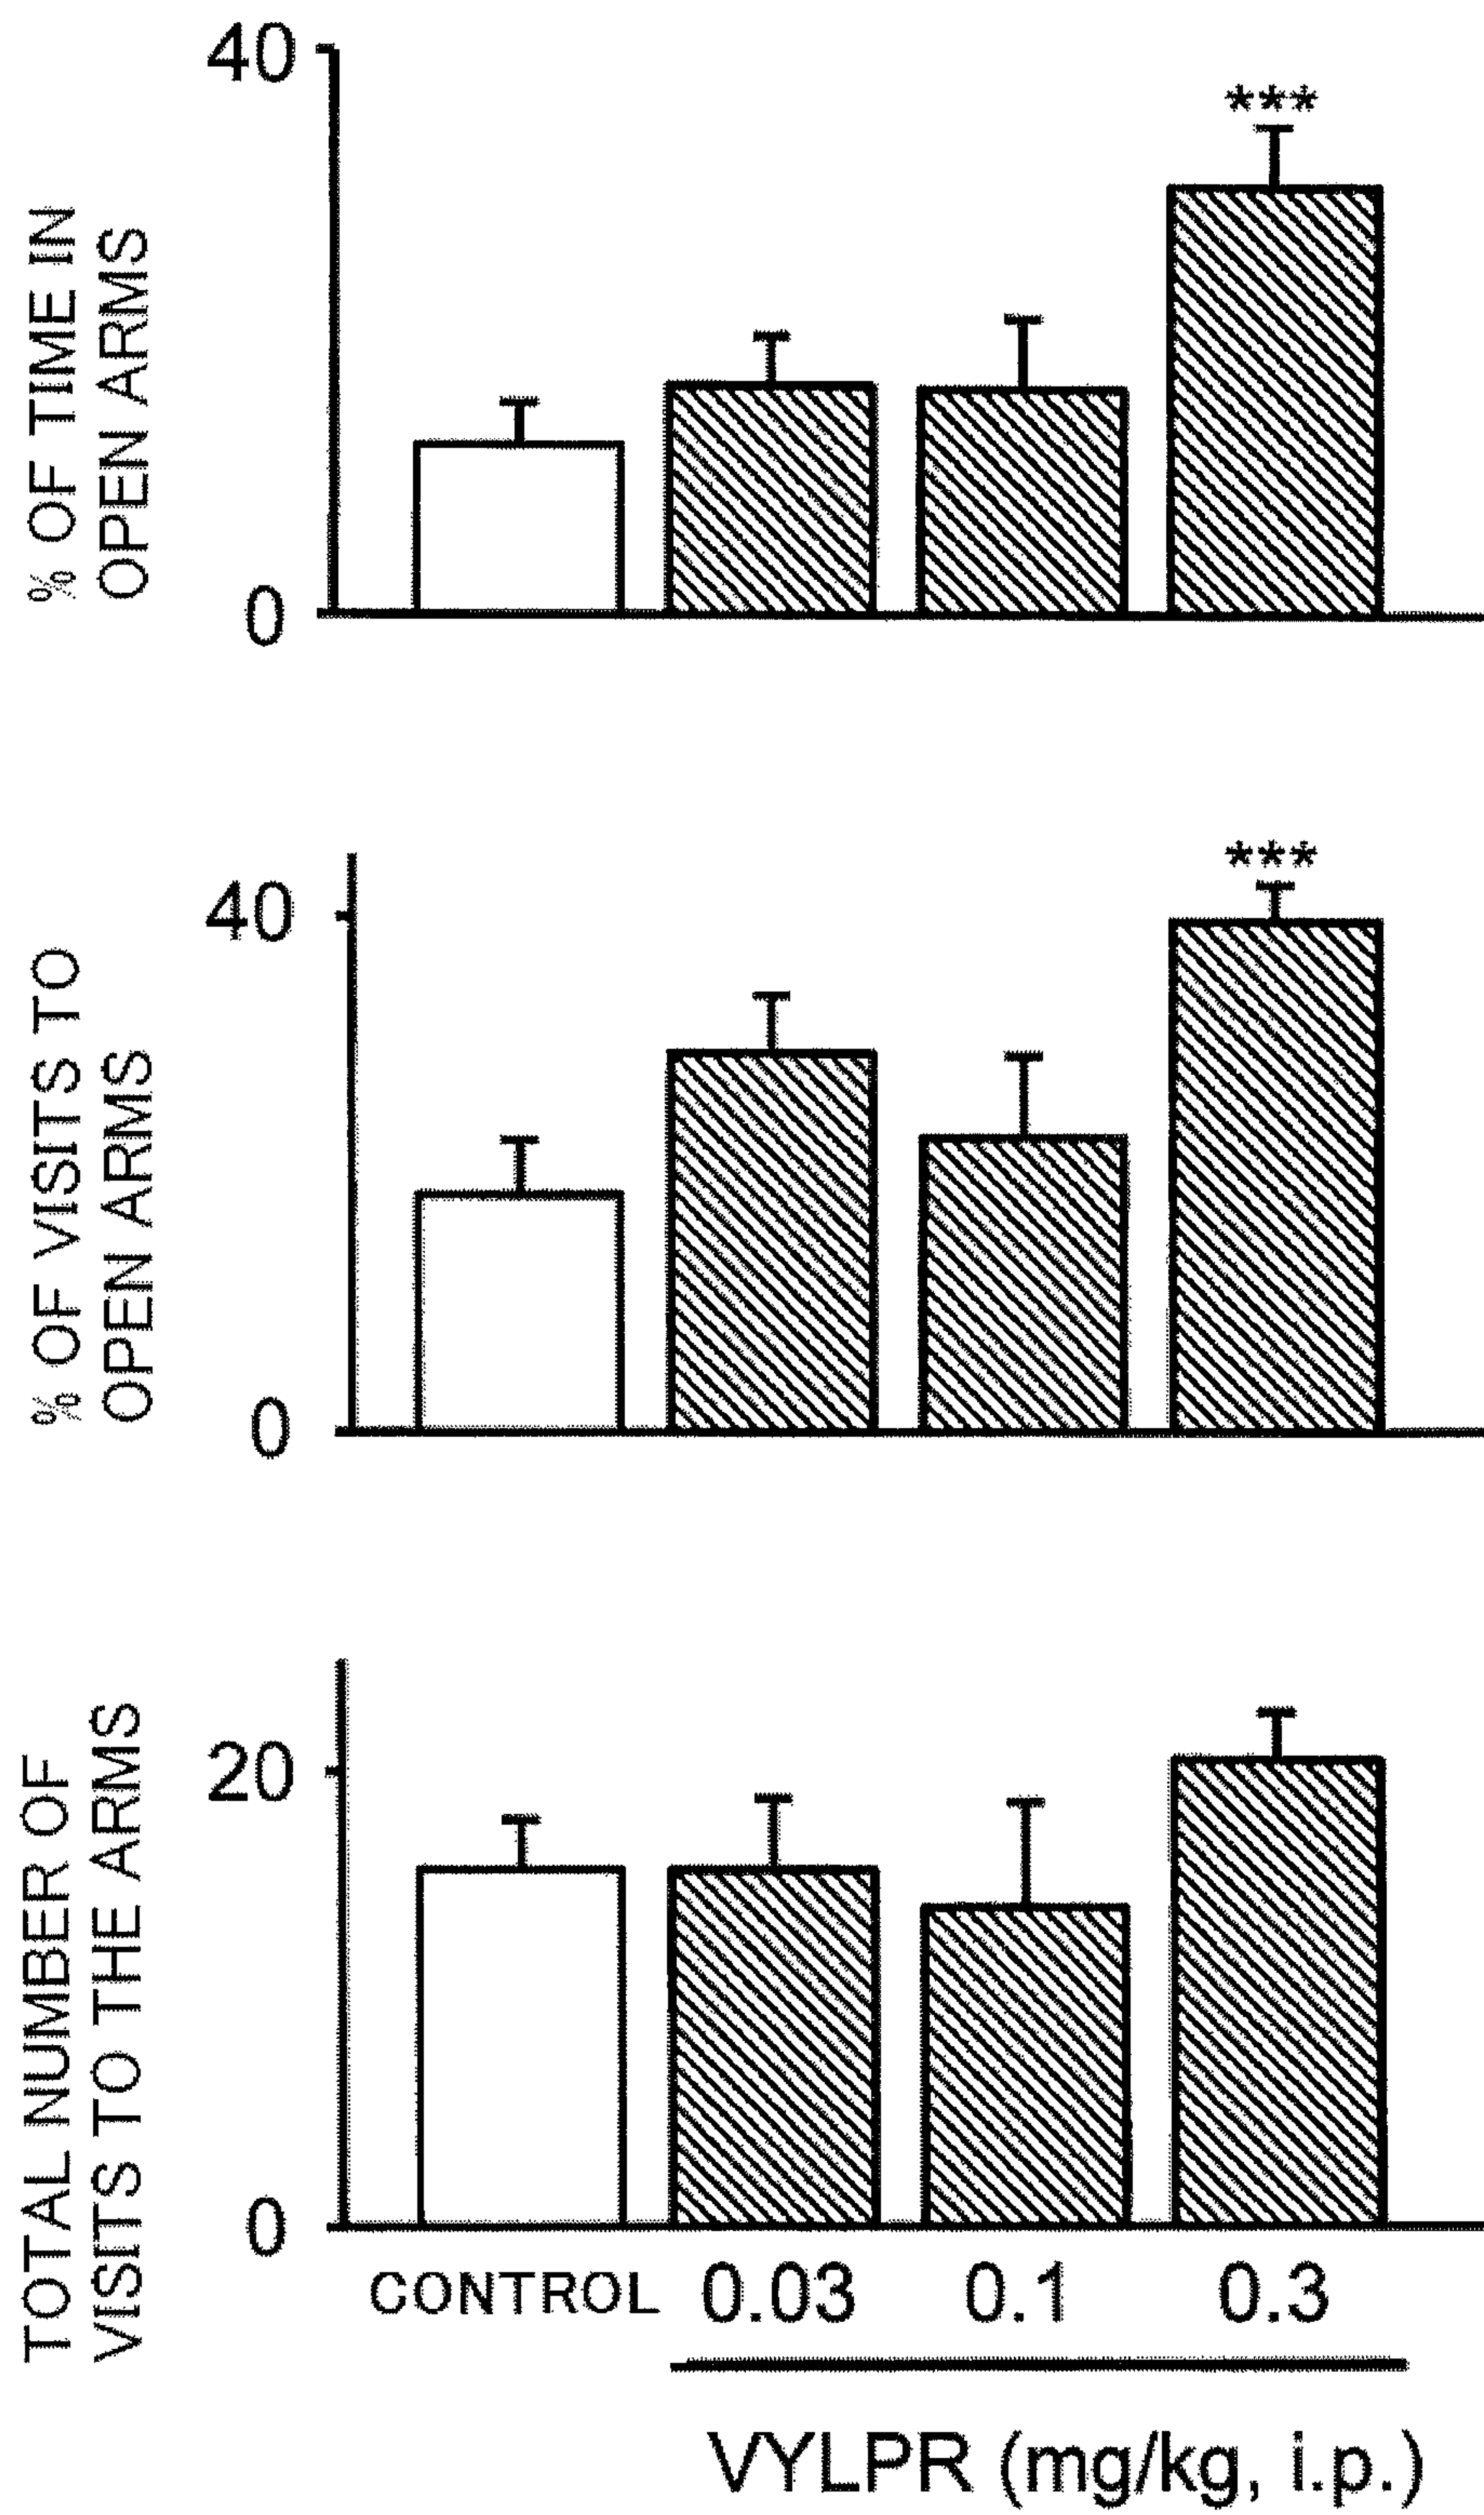 % OF TIME IN
OPEN ARMS
40
0
***
% OF VISITS TO
OPEN ARMS
40
0
***
TOTAL NUMBER OF
VISITS TO THE ARMS
20
0
CONTROL 0.03 0.1 0.3
VYLPR (mg/kg, i.p.)